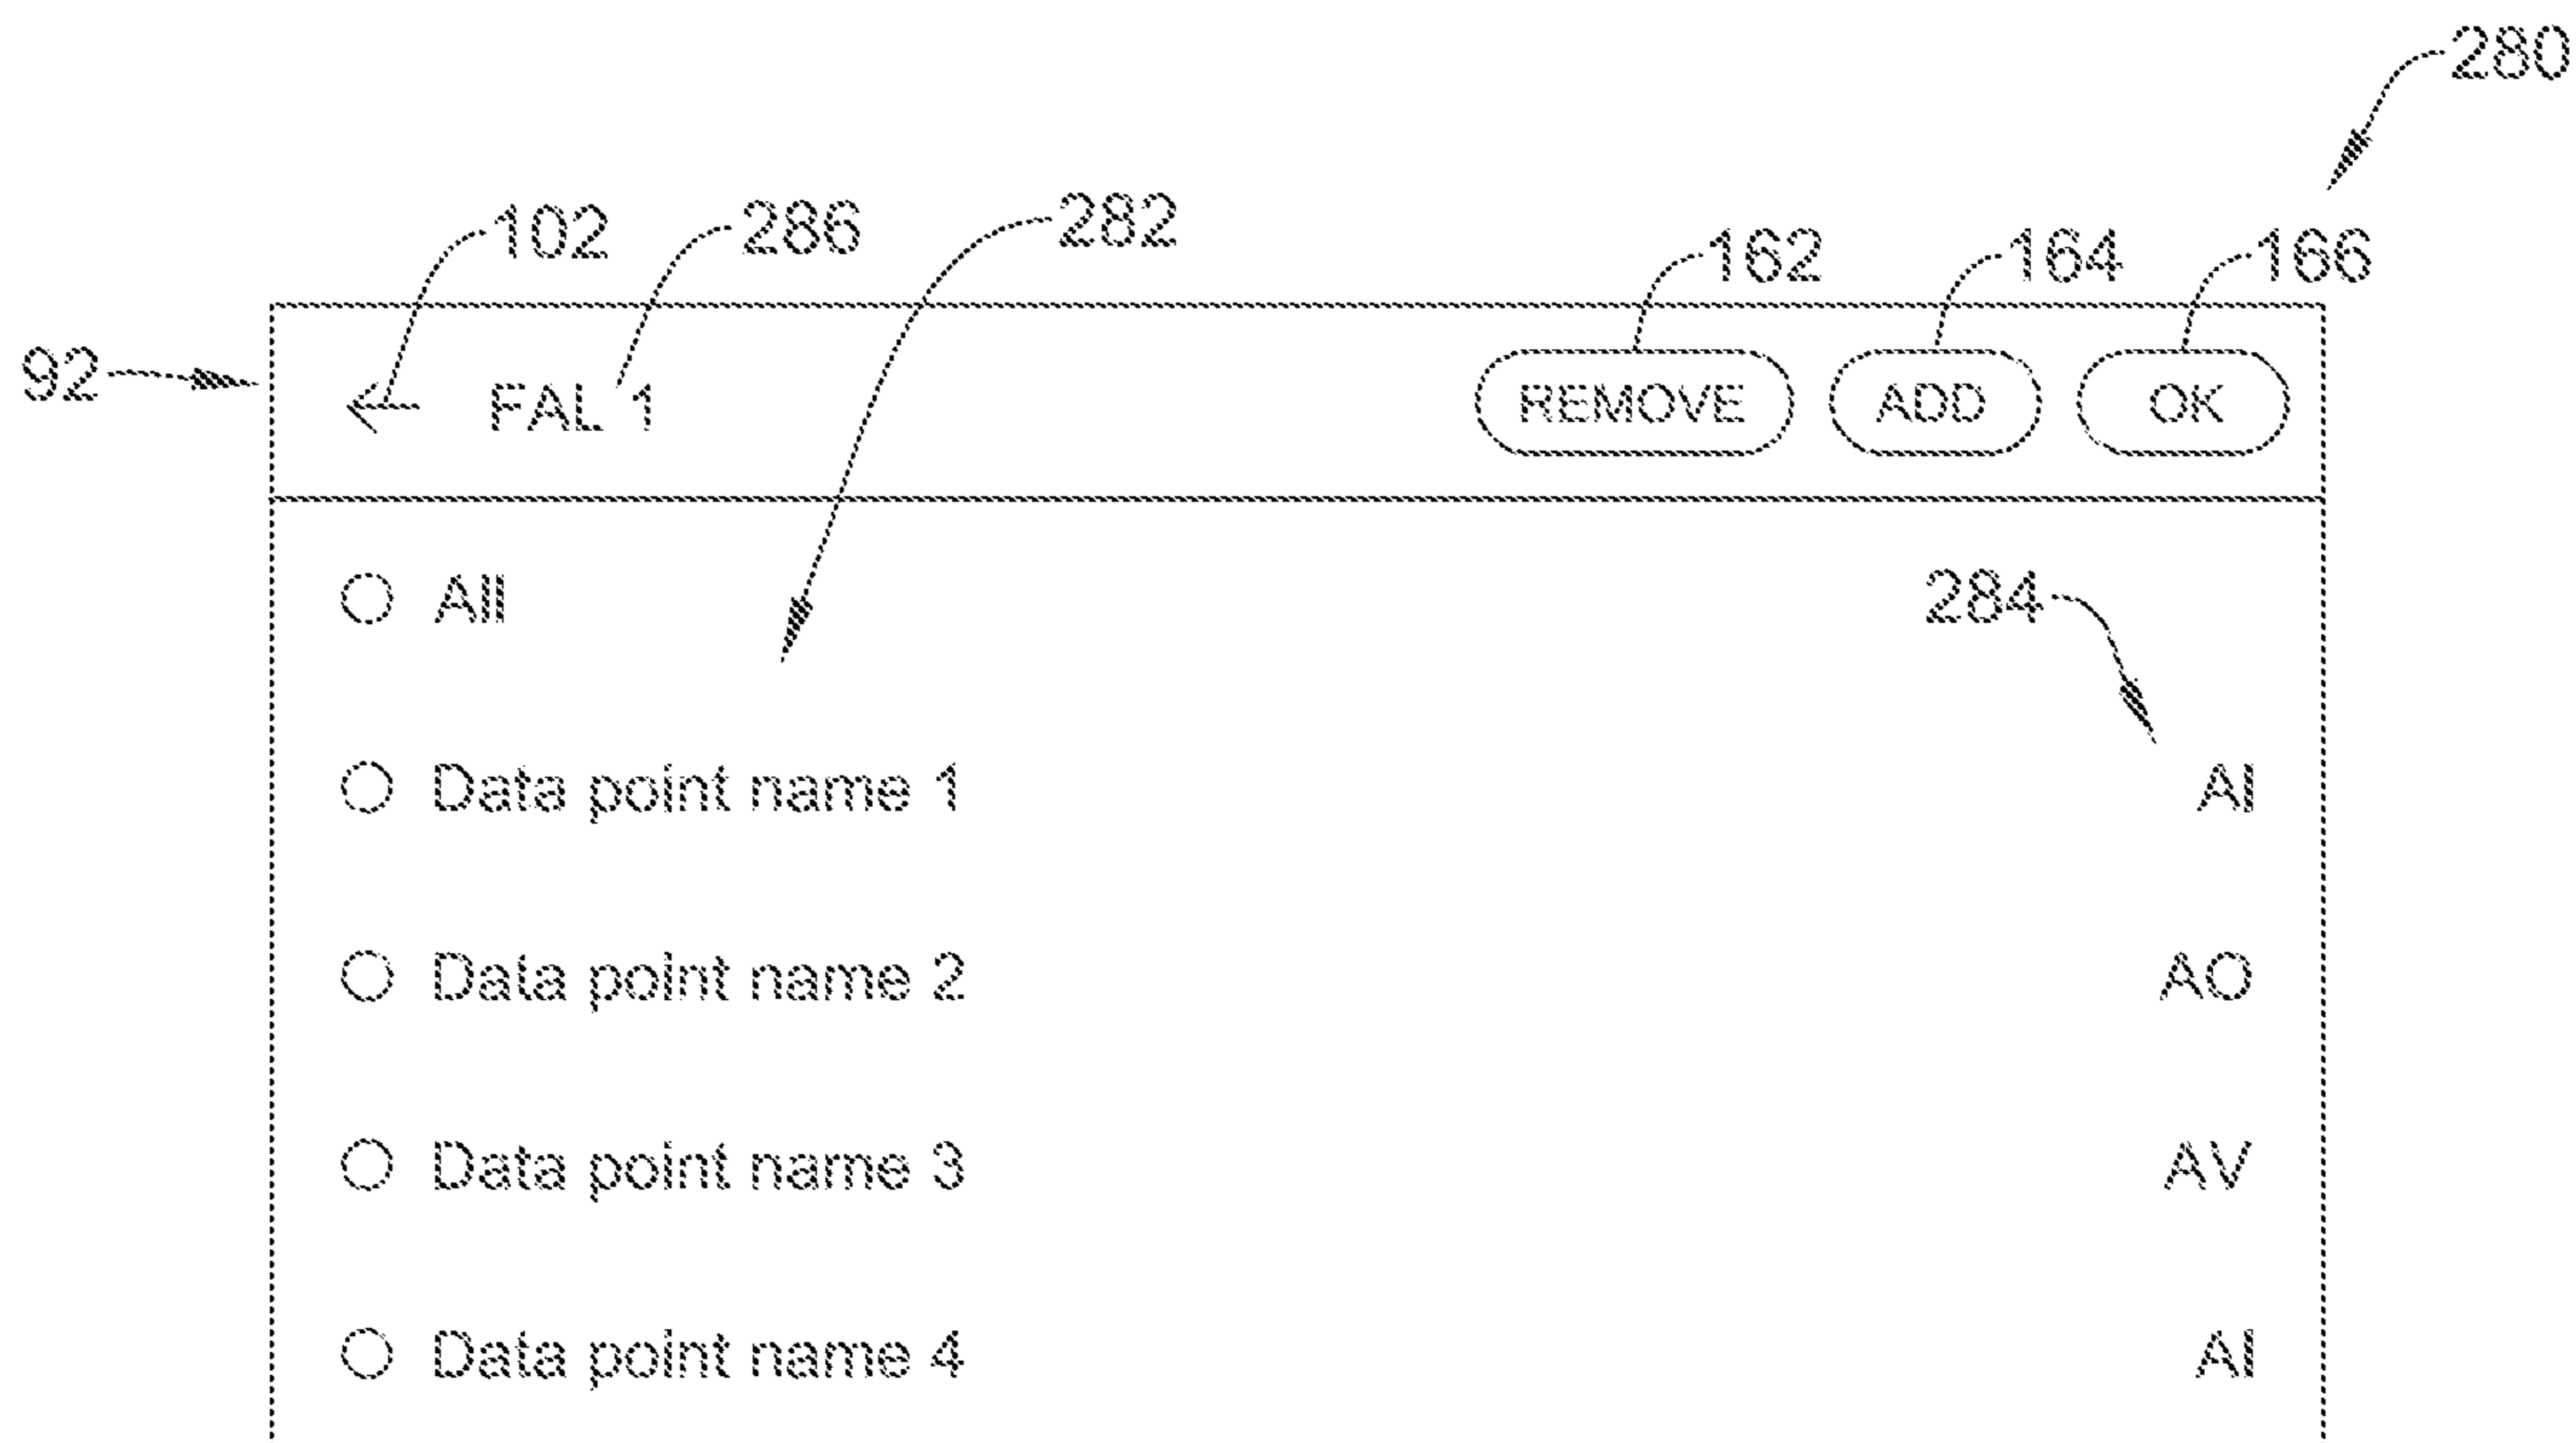 280
102 286 282 162 164 166
92 FAL 1 REMOVE ADD OK
All 284
Data point name 1 AI
Data point name 2 AO
Data point name 3 AV
Data point name 4 AI